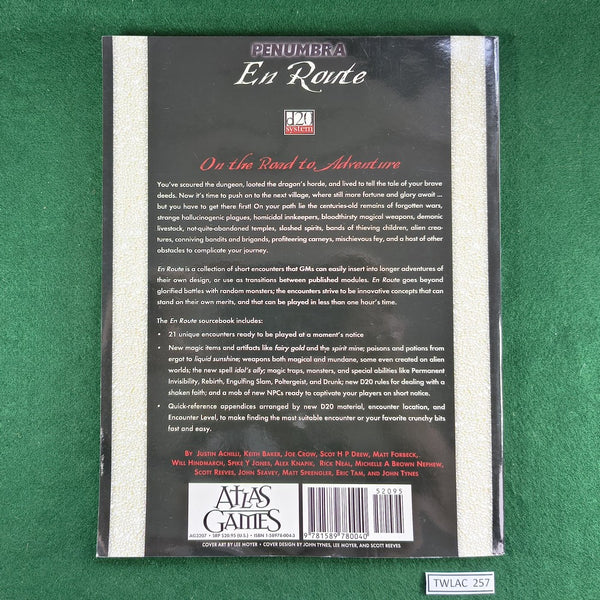 PENUMBRA
En Route
d20
system
On the Road to Adventure
You've scoured the dungeon, looted the dragon's horde, and lived to tell the tale of your brave
deeds. Now it's time to push on to the next village, where still more fortune and glory await ...
but you have to get there first! On your path lie the centuries-old remains of forgotten wars,
strange hallucinogenic plagues, homicidal innkeepers, bloodthirsty magical weapons, demonic
livestock, not-quite-abandoned temples, slashed spirits, bands of thieving children, alien crea-
tures, conniving bandits and brigands, profiteering carneys, mischievous fey, and a host of other
obstacles to complicate your journey.
En Route is a collection of short encounters that GMs can easily insert into longer adventures of
their own design, or use as transitions between published modules. En Route goes beyond
glorified battles with random monsters; the encounters strive to be innovative concepts that can
stand on their own merits, and that can be played in less than one hour's time.
The En Route sourcebook includes:
• 21 unique encounters ready to be played at a moment's notice
• New magic items and artifacts like fairy gold and the spirit mine; poisons and potions from
ergot to liquid sunshine; weapons both magical and mundane, some even created on alien
worlds; the new spell idol's ally; magic traps, monsters, and special abilities like Permanent
Invisibility, Rebirth, Engulfing Slam, Poltergeist, and Drunk; new D20 rules for dealing with a
shaken faith; and a mob of new NPCs ready to captivate your players on short notice.
• Quick-reference appendices arranged by new D20 material, encounter location, and
Encounter Level, to make finding the most suitable encounter or your favorite crunchy bits
fast and easy.
By Justin Achilli, Keith Baker, Joe Crow, Scot H P Drew, Matt Forbeck,
Will Hindmarch, Spike Y Jones, Alex Knapik, Rick Neal, Michelle A Brown Nephew,
Scott Reeves, John Seavey, Matt Sprengler, Eric Tam, and John Tynes
ATLAS
GAMES
52095
9 781589 780040
AG3207 • SRP $20.95 (U.S.) • ISBN 1-58978-004-3
COVER ART BY LEE MOYER • COVER DESIGN BY JOHN TYNES, LEE MOYER, AND SCOTT REEVES
TWLAC 257